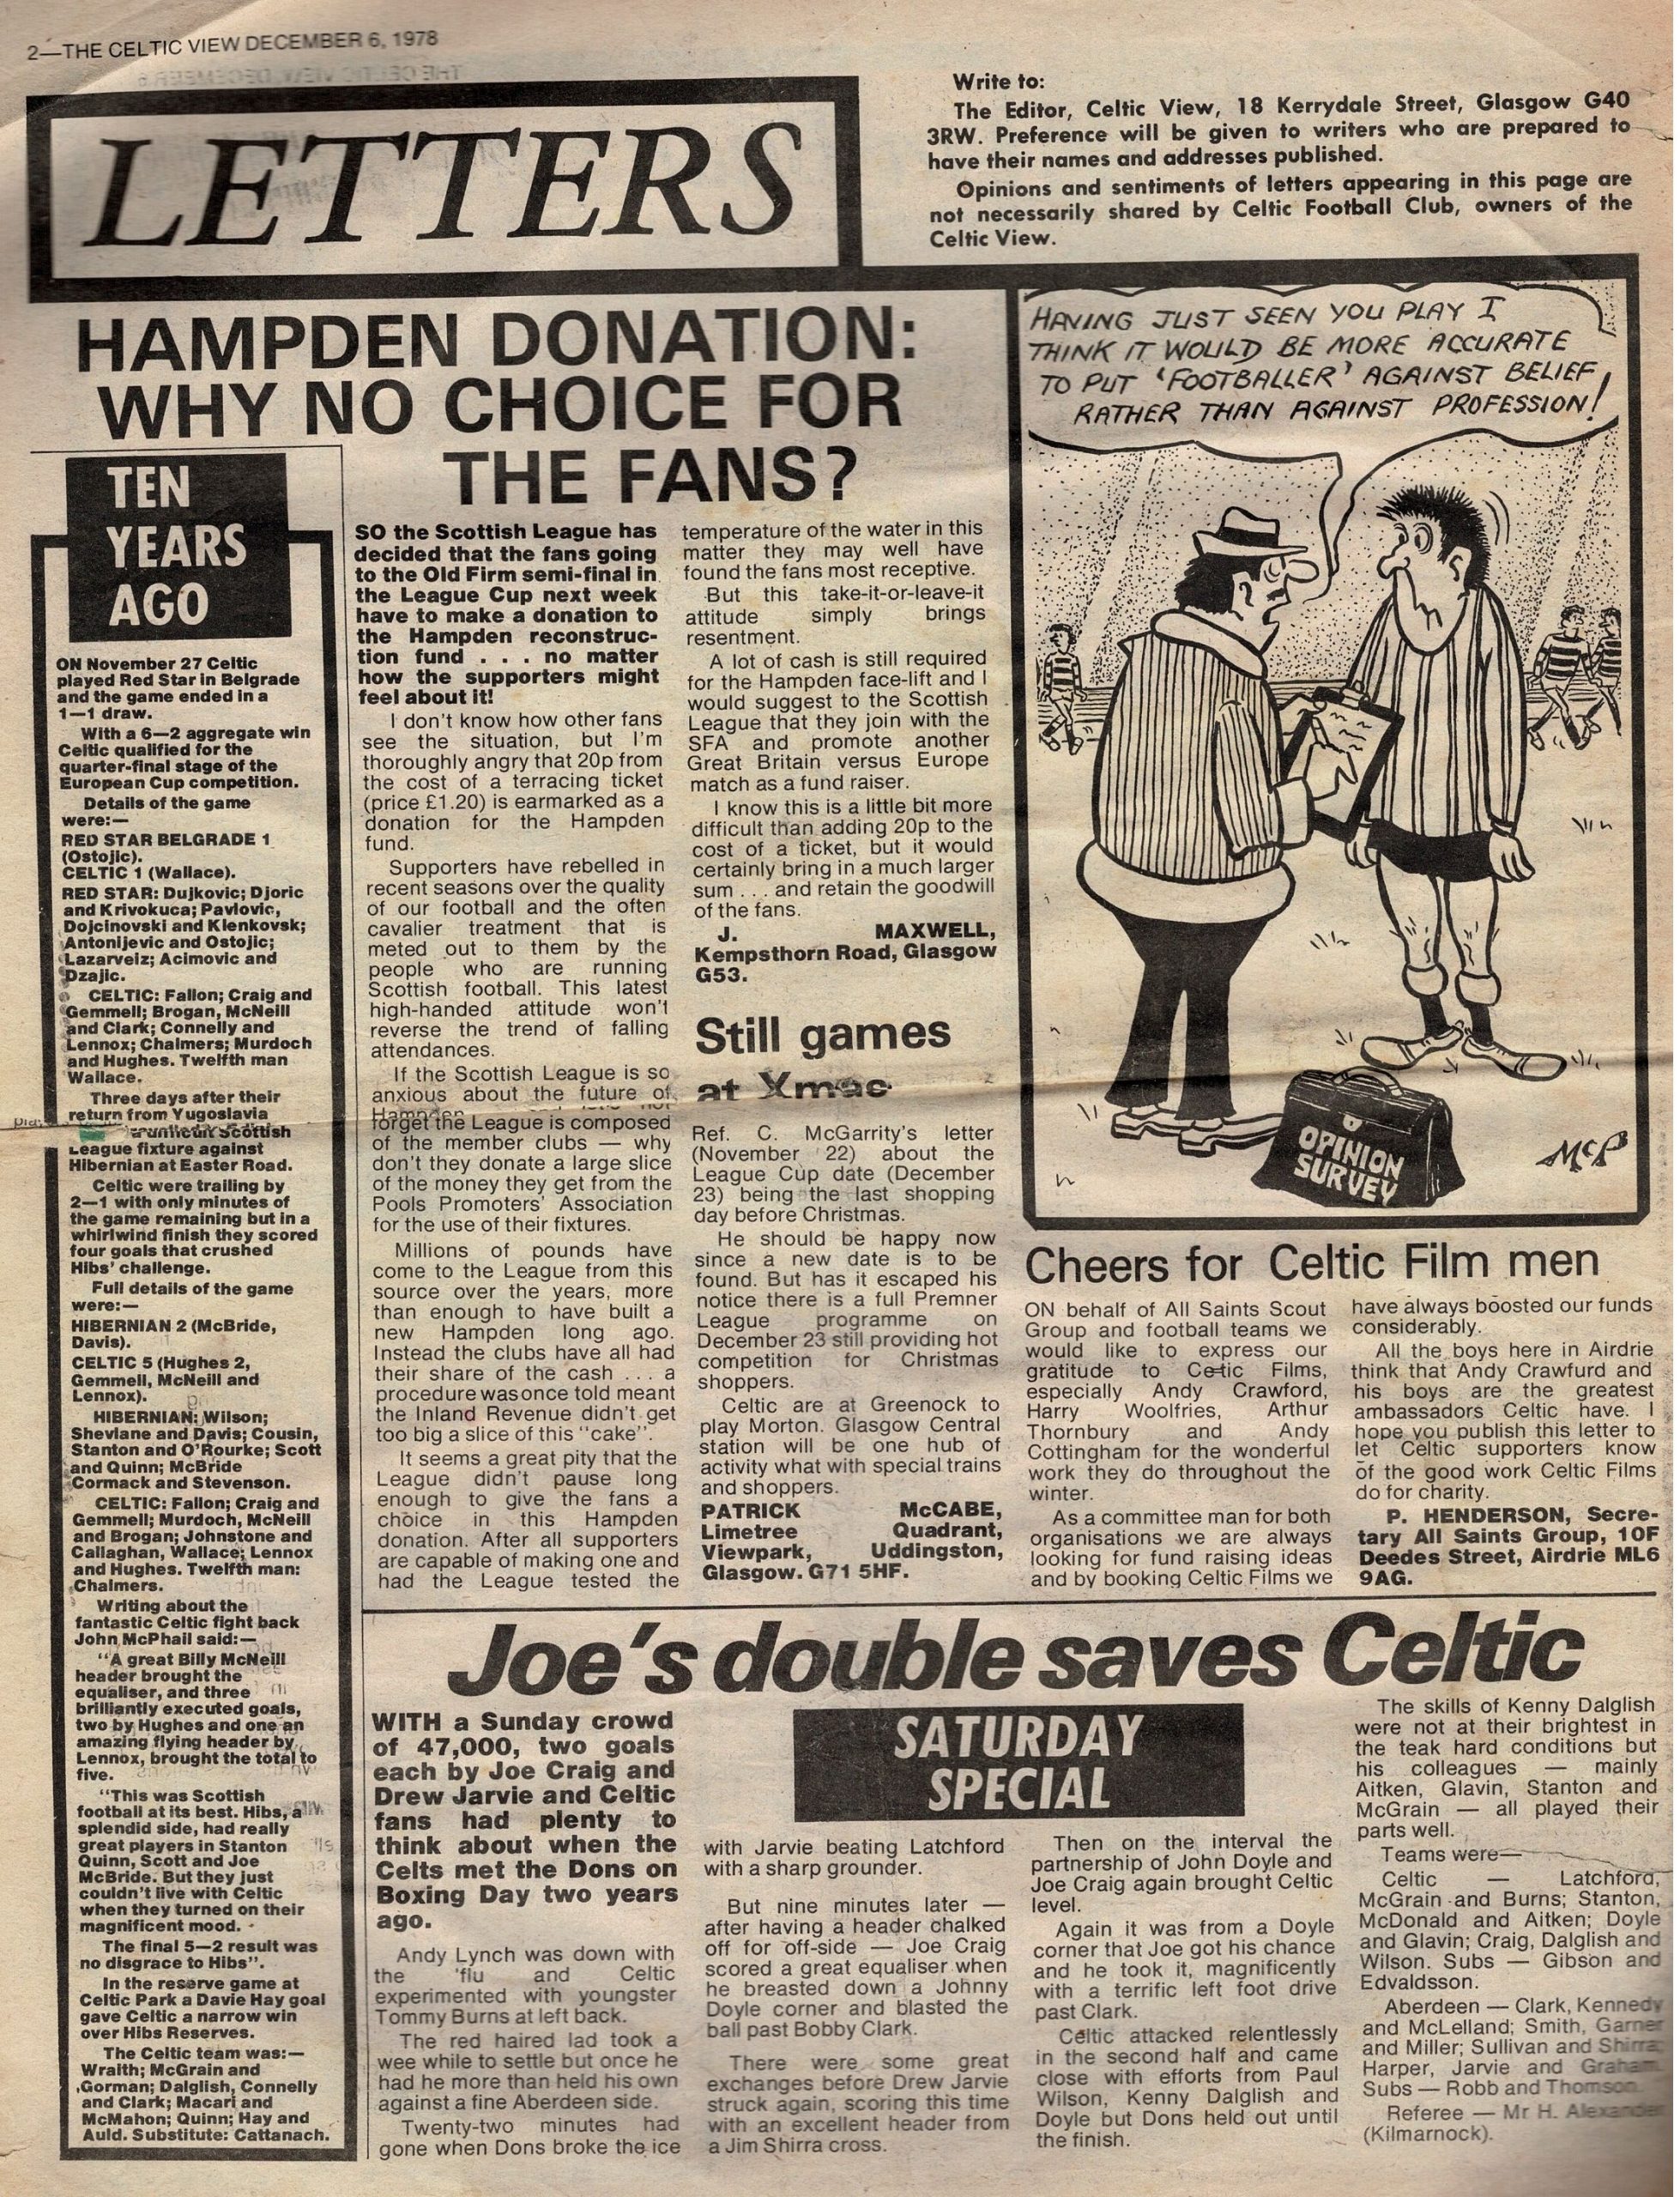 2—THE CELTIC VIEW DECEMBER 6, 1978
LETTERS
Write to:
The Editor, Celtic View, 18 Kerrydale Street, Glasgow G40
3RW. Preference will be given to writers who are prepared to
have their names and addresses published.
Opinions and sentiments of letters appearing in this page are
not necessarily shared by Celtic Football Club, owners of the
Celtic View.
HAMPDEN DONATION:
WHY NO CHOICE FOR
THE FANS?
TEN
YEARS
AGO
ON November 27 Celtic
played Red Star in Belgrade
and the game ended in a
1—1 draw.
With a 6—2 aggregate win
Celtic qualified for the
quarter-final stage of the
European Cup competition.
Details of the game
were:—
RED STAR BELGRADE 1
(Ostojic).
CELTIC 1 (Wallace).
RED STAR: Dujkovic; Djoric
and Krivokuca; Pavlovic,
Dojcinovski and Klenkovsk;
Antonijevic and Ostojic;
Lazarveiz; Acimovic and
Dzajic.
CELTIC: Fallon; Craig and
Gemmell; Brogan, McNeill
and Clark; Connelly and
Lennox; Chalmers; Murdoch
and Hughes. Twelfth man
Wallace.
Three days after their
return from Yugoslavia
Scottish
League fixture against
Hibernian at Easter Road.
Celtic were trailing by
2—1 with only minutes of
the game remaining but in a
whirlwind finish they scored
four goals that crushed
Hibs' challenge.
Full details of the game
were:—
HIBERNIAN 2 (McBride,
Davis).
CELTIC 5 (Hughes 2,
Gemmell, McNeill and
Lennox).
HIBERNIAN: Wilson;
Shevlane and Davis; Cousin,
Stanton and O'Rourke; Scott
and Quinn; McBride
Cormack and Stevenson.
CELTIC: Fallon; Craig and
Gemmell; Murdoch, McNeill
and Brogan; Johnstone and
Callaghan, Wallace; Lennox
and Hughes. Twelfth man:
Chalmers.
Writing about the
fantastic Celtic fight back
John McPhail said:—
"A great Billy McNeill
header brought the
equaliser, and three
brilliantly executed goals,
two by Hughes and one an
amazing flying header by
Lennox, brought the total to
five.
"This was Scottish
football at its best. Hibs, a
splendid side, had really
great players in Stanton
Quinn, Scott and Joe
McBride. But they just
couldn't live with Celtic
when they turned on their
magnificent mood.
The final 5—2 result was
no disgrace to Hibs".
In the reserve game at
Celtic Park a Davie Hay goal
gave Celtic a narrow win
over Hibs Reserves.
The Celtic team was:—
Wraith; McGrain and
Gorman; Dalglish, Connelly
and Clark; Macari and
McMahon; Quinn; Hay and
Auld. Substitute: Cattanach.
SO the Scottish League has
decided that the fans going
to the Old Firm semi-final in
the League Cup next week
have to make a donation to
the Hampden reconstruc-
tion fund . . . no matter
how the supporters might
feel about it!
I don't know how other fans
see the situation, but I'm
thoroughly angry that 20p from
the cost of a terracing ticket
(price £1.20) is earmarked as a
donation for the Hampden
fund.
Supporters have rebelled in
recent seasons over the quality
of our football and the often
cavalier treatment that is
meted out to them by the
people who are running
Scottish football. This latest
high-handed attitude won't
reverse the trend of falling
attendances.
If the Scottish League is so
anxious about the future of
Hampden
forget the League is composed
of the member clubs — why
don't they donate a large slice
of the money they get from the
Pools Promoters' Association
for the use of their fixtures.
Millions of pounds have
come to the League from this
source over the years, more
than enough to have built a
new Hampden long ago.
Instead the clubs have all had
their share of the cash . . . a
procedure was once told meant
the Inland Revenue didn't get
too big a slice of this "cake".
It seems a great pity that the
League didn't pause long
enough to give the fans a
choice in this Hampden
donation. After all supporters
are capable of making one and
had the League tested the
temperature of the water in this
matter they may well have
found the fans most receptive.
But this take-it-or-leave-it
attitude simply brings
resentment.
A lot of cash is still required
for the Hampden face-lift and I
would suggest to the Scottish
League that they join with the
SFA and promote another
Great Britain versus Europe
match as a fund raiser.
I know this is a little bit more
difficult than adding 20p to the
cost of a ticket, but it would
certainly bring in a much larger
sum . . . and retain the goodwill
of the fans.
J. MAXWELL,
Kempsthorn Road, Glasgow
G53.
Still games
at Xmas
Ref. C. McGarrity's letter
(November 22) about the
League Cup date (December
23) being the last shopping
day before Christmas.
He should be happy now
since a new date is to be
found. But has it escaped his
notice there is a full Premner
League programme on
December 23 still providing hot
competition for Christmas
shoppers.
Celtic are at Greenock to
play Morton. Glasgow Central
station will be one hub of
activity what with special trains
and shoppers.
PATRICK McCABE,
Limetree Quadrant,
Viewpark, Uddingston,
Glasgow. G71 5HF.
HAVING JUST SEEN YOU PLAY I
THINK IT WOULD BE MORE ACCURATE
TO PUT 'FOOTBALLER' AGAINST BELIEF
RATHER THAN AGAINST PROFESSION!
OPINION
SURVEY
McP
Cheers for Celtic Film men
ON behalf of All Saints Scout
Group and football teams we
would like to express our
gratitude to Cetic Films,
especially Andy Crawford,
Harry Woolfries, Arthur
Thornbury and Andy
Cottingham for the wonderful
work they do throughout the
winter.
As a committee man for both
organisations we are always
looking for fund raising ideas
and by booking Celtic Films we
have always boosted our funds
considerably.
All the boys here in Airdrie
think that Andy Crawfurd and
his boys are the greatest
ambassadors Celtic have. I
hope you publish this letter to
let Celtic supporters know
of the good work Celtic Films
do for charity.
P. HENDERSON, Secre-
tary All Saints Group, 10F
Deedes Street, Airdrie ML6
9AG.
Joe's double saves Celtic
SATURDAY
SPECIAL
WITH a Sunday crowd
of 47,000, two goals
each by Joe Craig and
Drew Jarvie and Celtic
fans had plenty to
think about when the
Celts met the Dons on
Boxing Day two years
ago.
Andy Lynch was down with
the 'flu and Celtic
experimented with youngster
Tommy Burns at left back.
The red haired lad took a
wee while to settle but once he
had he more than held his own
against a fine Aberdeen side.
Twenty-two minutes had
gone when Dons broke the ice
with Jarvie beating Latchford
with a sharp grounder.
But nine minutes later —
after having a header chalked
off for off-side — Joe Craig
scored a great equaliser when
he breasted down a Johnny
Doyle corner and blasted the
ball past Bobby Clark.
There were some great
exchanges before Drew Jarvie
struck again, scoring this time
with an excellent header from
a Jim Shirra cross.
Then on the interval the
partnership of John Doyle and
Joe Craig again brought Celtic
level.
Again it was from a Doyle
corner that Joe got his chance
and he took it, magnificently
with a terrific left foot drive
past Clark.
Celtic attacked relentlessly
in the second half and came
close with efforts from Paul
Wilson, Kenny Dalglish and
Doyle but Dons held out until
the finish.
The skills of Kenny Dalglish
were not at their brightest in
the teak hard conditions but
his colleagues — mainly
Aitken, Glavin, Stanton and
McGrain — all played their
parts well.
Teams were—
Celtic — Latchford,
McGrain and Burns; Stanton,
McDonald and Aitken; Doyle
and Glavin; Craig, Dalglish and
Wilson. Subs — Gibson and
Edvaldsson.
Aberdeen — Clark, Kennedy
and McLelland; Smith, Garner
and Miller; Sullivan and Shirra;
Harper, Jarvie and Graham.
Subs — Robb and Thomson.
Referee — Mr H. Alexander
(Kilmarnock).